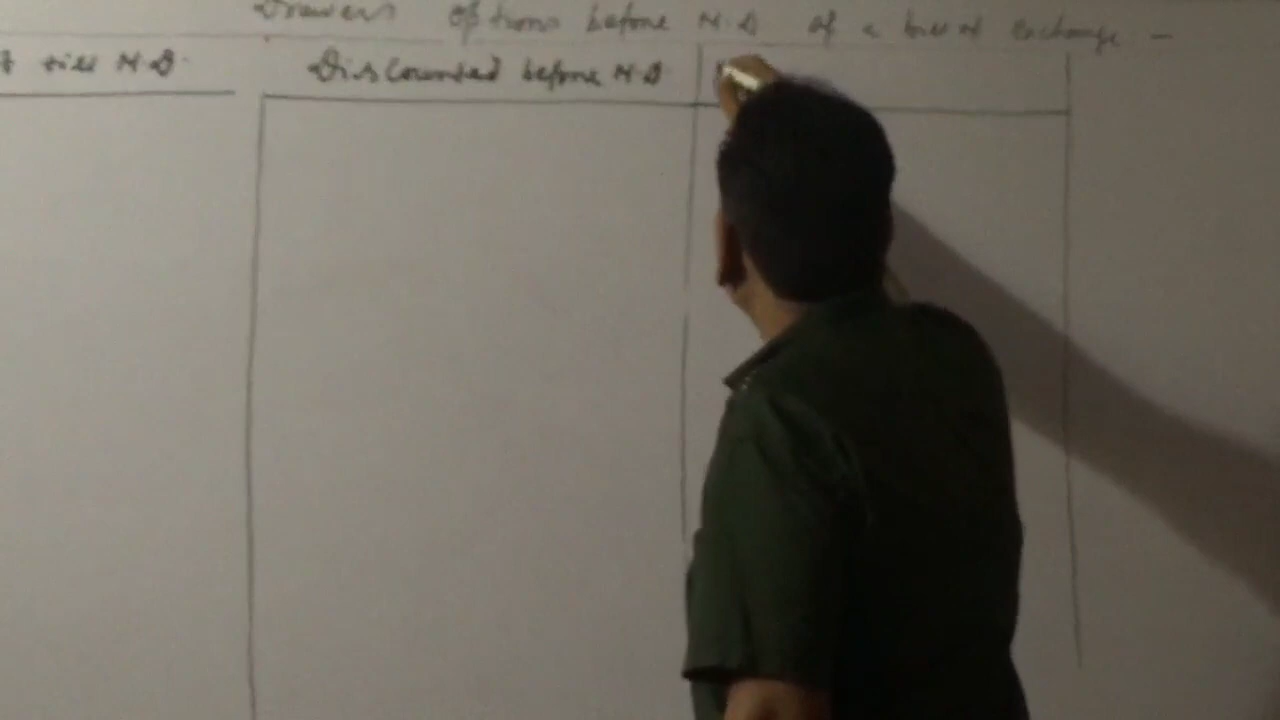 Drawers options before M.D of a bill of exchange -
till M.D.
Discounted before M.D